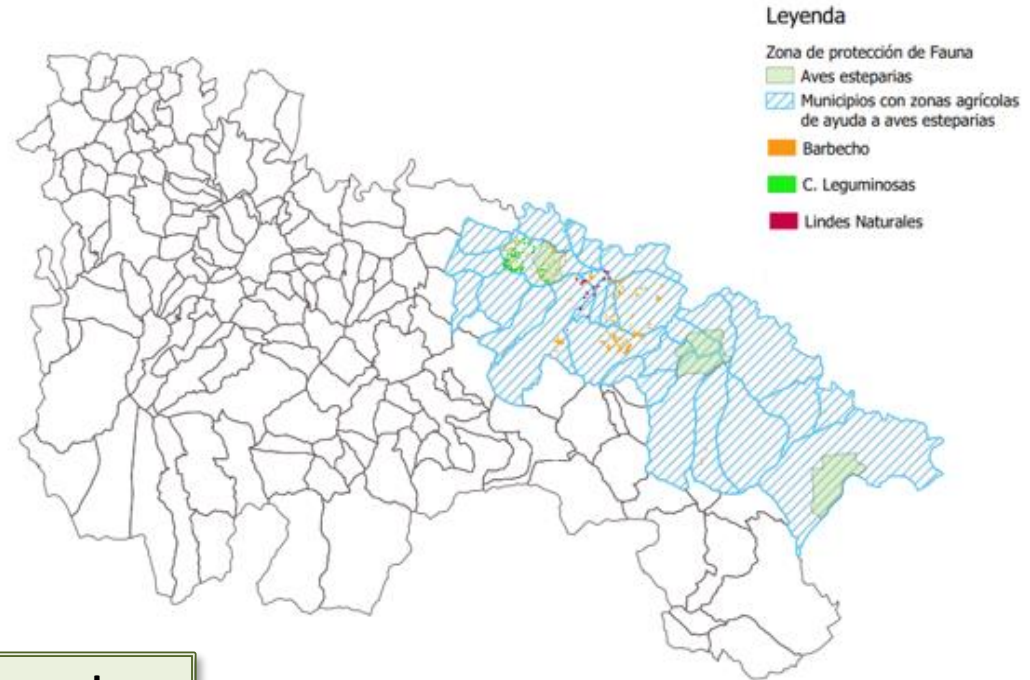 Leyenda
Zona de protección de Fauna
Aves esteparias
Municipios con zonas agrícolas
de ayuda a aves esteparias
Barbecho
C. Leguminosas
Lindes Naturales